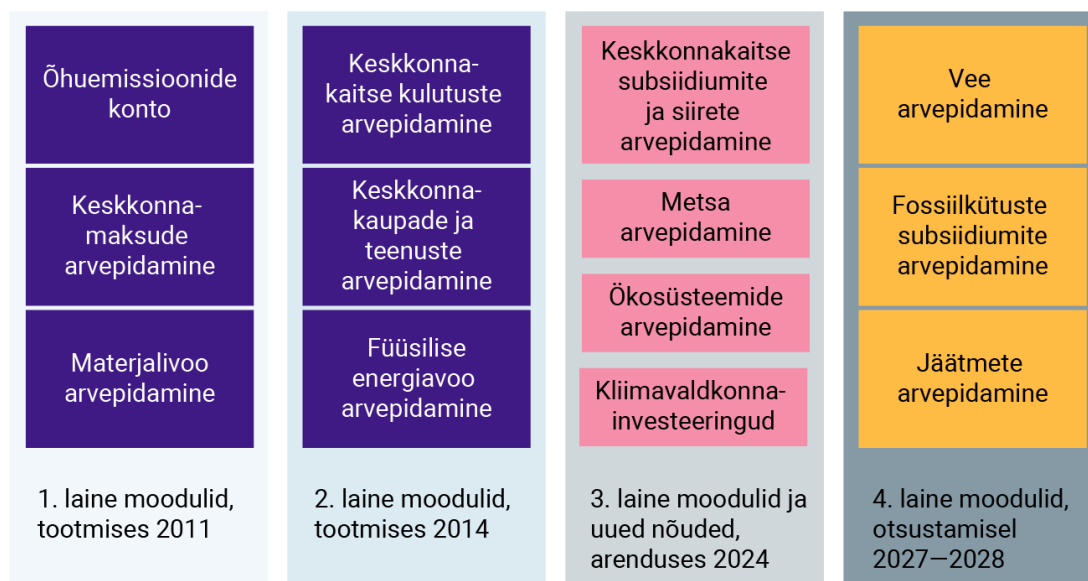 Õhuemissioonide
konto
Keskkonna-
maksude
arvepidamine
Materjalivoo
arvepidamine
1. laine moodulid,
tootmises 2011
Keskkonna-
kaitse kulutuste
arvepidamine
Keskkonna-
kaupade ja
teenuste
arvepidamine
Füüsilise
energiavoo
arvepidamine
2. laine moodulid,
tootmises 2014
Keskkonnakaitse
subsiidiumite
ja siirete
arvepidamine
Metsa
arvepidamine
Ökosüsteemide
arvepidamine
Kliimavaldkonna-
investeeringud
3. laine moodulid ja
uued nõuded,
arenduses 2024
Vee
arvepidamine
Fossiilkütuste
subsiidiumite
arvepidamine
Jäätmete
arvepidamine
4. laine moodulid,
otsustamisel
2027—2028